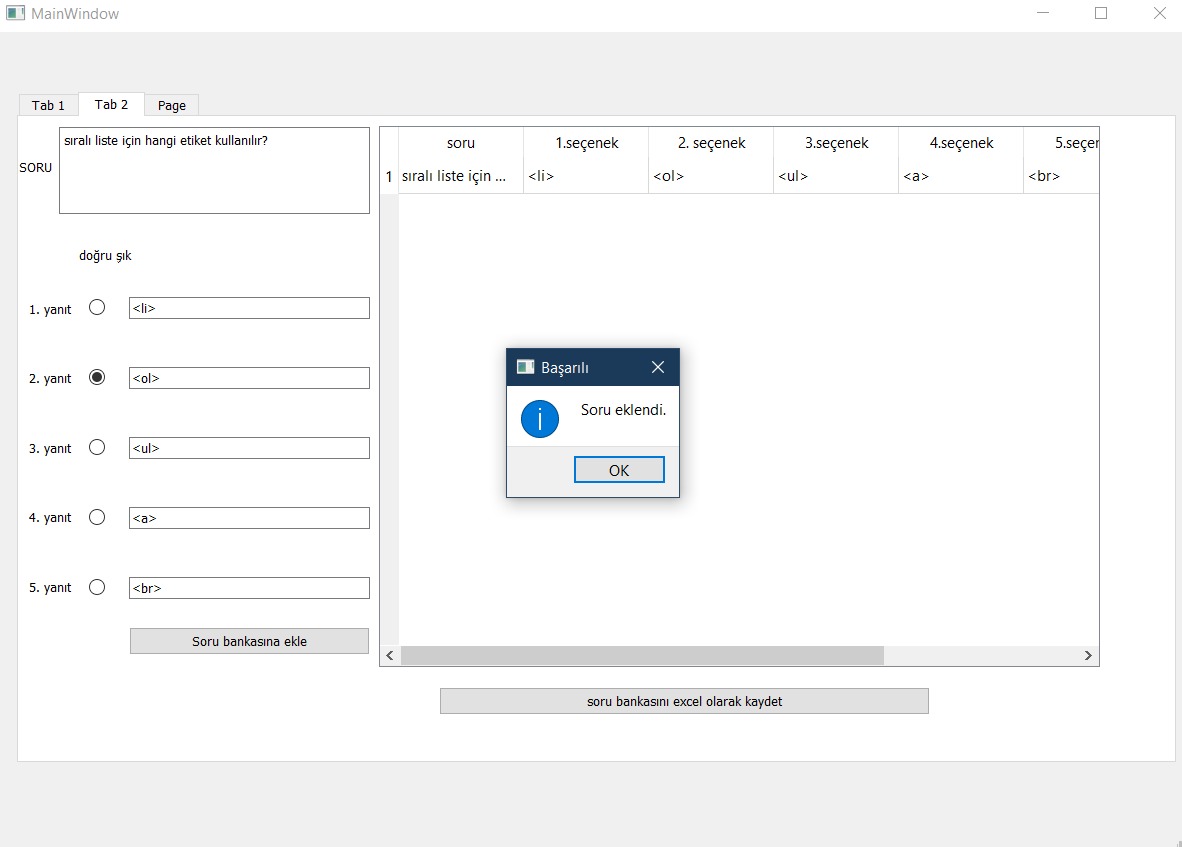 MainWindow
Tab 1 Tab 2 Page
SORU
sıralı liste için hangi etiket kullanılır?
doğru şık
1. yanıt <li>
2. yanıt <ol>
3. yanıt <ul>
4. yanıt <a>
5. yanıt <br>
Soru bankasına ekle
soru 1.seçenek 2. seçenek 3.seçenek 4.seçenek 5.seçer
1 sıralı liste için ... <li> <ol> <ul> <a> <br>
Başarılı
Soru eklendi.
OK
soru bankasını excel olarak kaydet